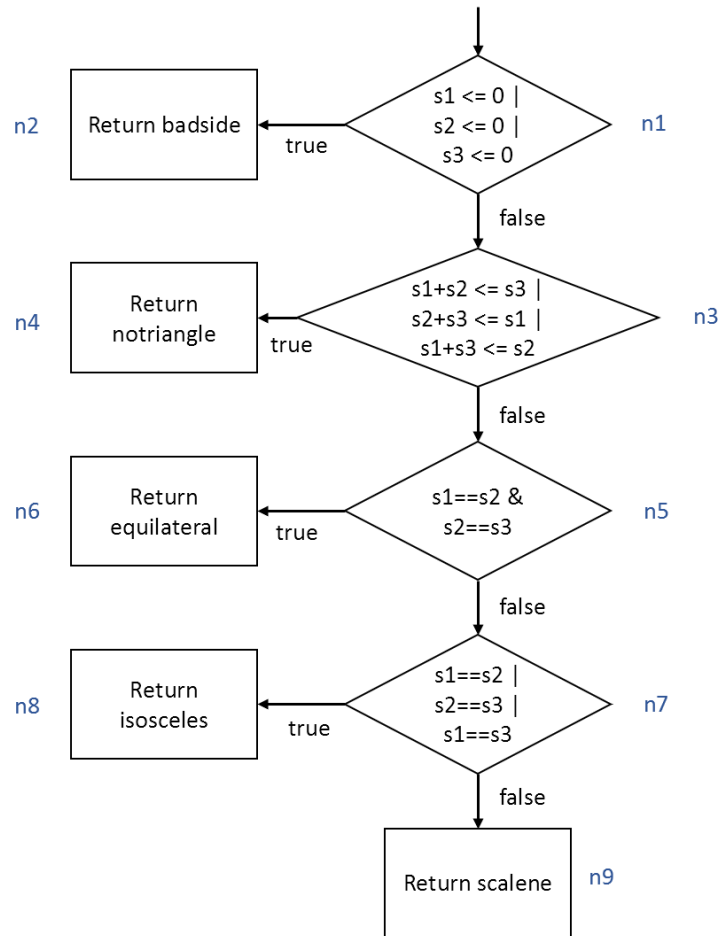 s1 <= 0 |
s2 <= 0 |
s3 <= 0
n1
Return badside
n2
true
false
s1+s2 <= s3 |
s2+s3 <= s1 |
s1+s3 <= s2
n3
Return
notriangle
n4
true
false
s1==s2 &
s2==s3
n5
Return
equilateral
n6
true
false
s1==s2 |
s2==s3 |
s1==s3
n7
Return
isosceles
n8
true
false
Return scalene
n9